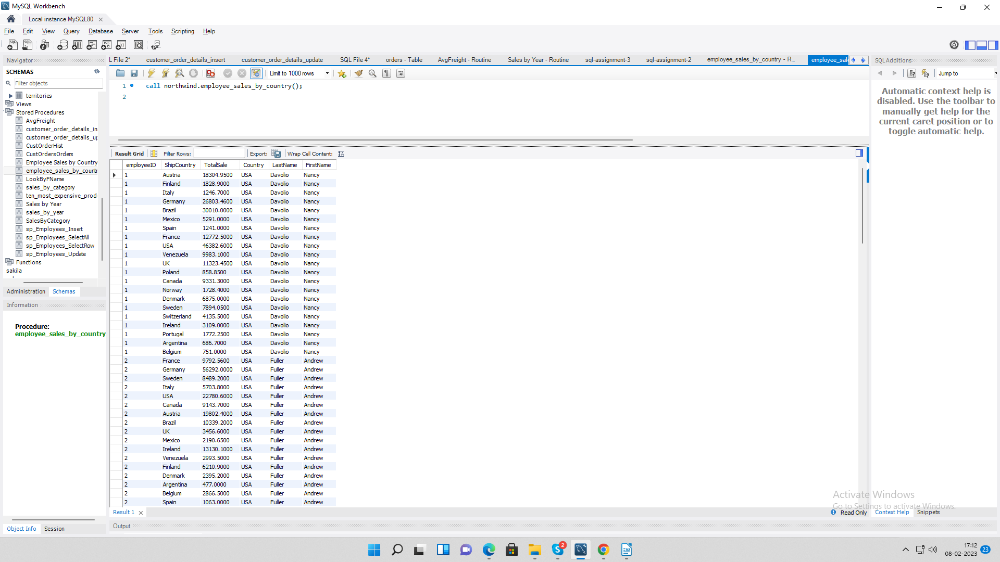 MySQL Workbench
Local instance MySQL80
File Edit View Query Database Server Tools Scripting Help
Navigator
SCHEMAS
Filter objects
territories
Views
Stored Procedures
AvgFreight
customer_order_details_in
customer_order_details_up
CustOrderHist
CustOrdersOrders
Employee Sales by Country
employee_sales_by_countr
LookByFName
sales_by_category
ten_most_expensive_prod
Sales by Year
sales_by_year
SalesByCategory
sp_Employees_Insert
sp_Employees_SelectAll
sp_Employees_SelectRow
sp_Employees_Update
Functions
sakila
Administration Schemas
Information
Procedure:
employee_sales_by_country
Object Info Session
L File 2* customer_order_details_insert customer_order_details_update SQL File 4* orders - Table AvgFreight - Routine Sales by Year - Routine sql-assignment-3 sql-assignment-2 employee_sales_by_country - R... employee_sal
Limit to 1000 rows
1 call northwind.employee_sales_by_country();
2
Result Grid Filter Rows: Export: Wrap Cell Content:
employeeID ShipCountry TotalSale Country LastName FirstName
1 Austria 18304.9500 USA Davolio Nancy
1 Finland 1828.9000 USA Davolio Nancy
1 Italy 1246.7000 USA Davolio Nancy
1 Germany 26803.4600 USA Davolio Nancy
1 Brazil 30010.0000 USA Davolio Nancy
1 Mexico 5291.0000 USA Davolio Nancy
1 Spain 1241.0000 USA Davolio Nancy
1 France 12772.5000 USA Davolio Nancy
1 USA 46382.6000 USA Davolio Nancy
1 Venezuela 9983.1000 USA Davolio Nancy
1 UK 11323.4500 USA Davolio Nancy
1 Poland 858.8500 USA Davolio Nancy
1 Canada 9331.3000 USA Davolio Nancy
1 Norway 1728.4000 USA Davolio Nancy
1 Denmark 6875.0000 USA Davolio Nancy
1 Sweden 7894.0500 USA Davolio Nancy
1 Switzerland 4135.5000 USA Davolio Nancy
1 Ireland 3109.0000 USA Davolio Nancy
1 Portugal 1772.2500 USA Davolio Nancy
1 Argentina 686.7000 USA Davolio Nancy
1 Belgium 751.0000 USA Davolio Nancy
2 France 9792.5600 USA Fuller Andrew
2 Germany 56292.0000 USA Fuller Andrew
2 Sweden 8489.2000 USA Fuller Andrew
2 Italy 5703.8000 USA Fuller Andrew
2 USA 22780.6000 USA Fuller Andrew
2 Canada 9143.7000 USA Fuller Andrew
2 Austria 19802.4000 USA Fuller Andrew
2 Brazil 10339.2000 USA Fuller Andrew
2 UK 3456.6000 USA Fuller Andrew
2 Mexico 2190.6500 USA Fuller Andrew
2 Ireland 13130.1000 USA Fuller Andrew
2 Venezuela 2993.5000 USA Fuller Andrew
2 Finland 6210.9000 USA Fuller Andrew
2 Denmark 2395.2000 USA Fuller Andrew
2 Argentina 477.0000 USA Fuller Andrew
2 Belgium 2866.5000 USA Fuller Andrew
2 Spain 1063.0000 USA Fuller Andrew
Result 1
Read Only
Output
SQLAdditions
Jump to
Automatic context help is
disabled. Use the toolbar to
manually get help for the
current caret position or to
toggle automatic help.
Activate Windows
Go to Settings to activate Windows.
Context Help Snippets
2
17:12
08-02-2023
23